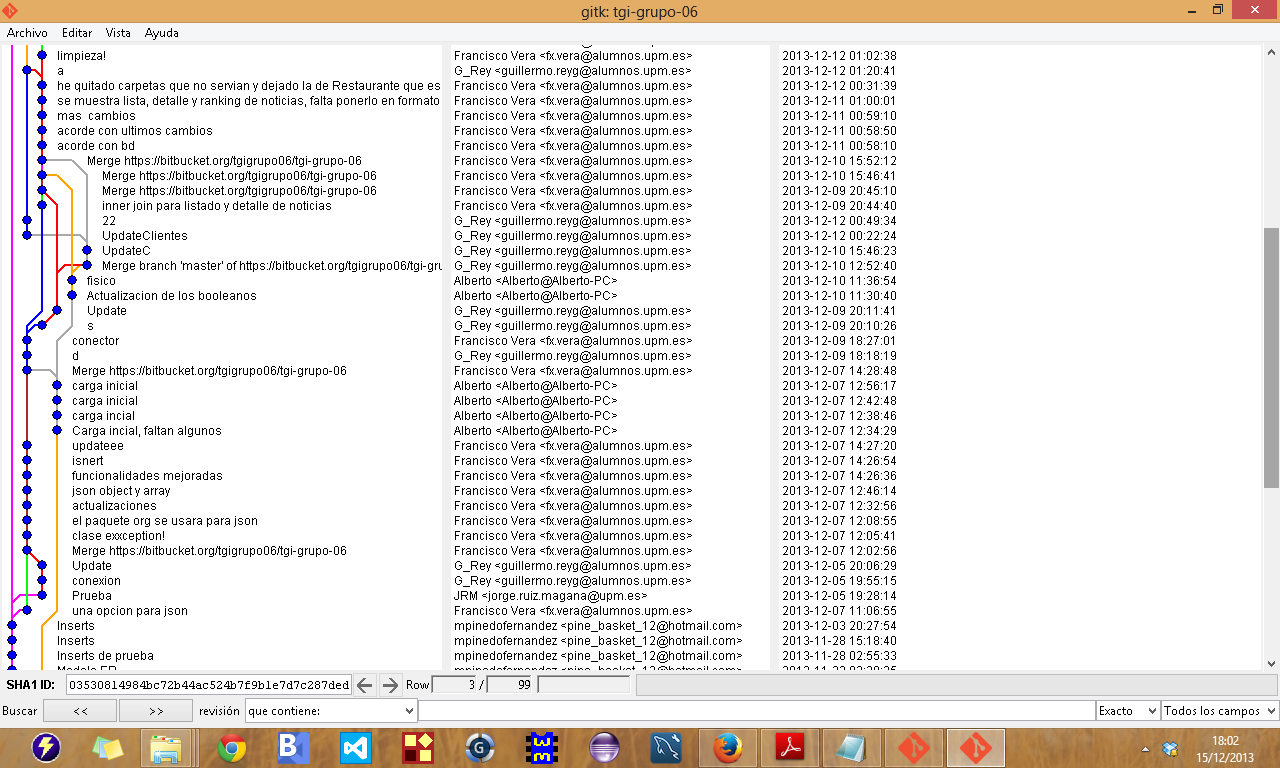 gitk: tgi-grupo-06
Archivo Editar Vista Ayuda
limpieza! Francisco Vera <fx.vera@alumnos.upm.es> 2013-12-12 01:02:38
a G_Rey <guillermo.reyg@alumnos.upm.es> 2013-12-12 01:20:41
he quitado carpetas que no servian y dejado la de Restaurante que es Francisco Vera <fx.vera@alumnos.upm.es> 2013-12-12 00:31:39
se muestra lista, detalle y ranking de noticias, falta ponerlo en formato Francisco Vera <fx.vera@alumnos.upm.es> 2013-12-11 01:00:01
mas cambios Francisco Vera <fx.vera@alumnos.upm.es> 2013-12-11 00:59:10
acorde con ultimos cambios Francisco Vera <fx.vera@alumnos.upm.es> 2013-12-11 00:58:50
acorde con bd Francisco Vera <fx.vera@alumnos.upm.es> 2013-12-11 00:58:10
Merge https://bitbucket.org/tgigrupo06/tgi-grupo-06 Francisco Vera <fx.vera@alumnos.upm.es> 2013-12-10 15:52:12
Merge https://bitbucket.org/tgigrupo06/tgi-grupo-06 Francisco Vera <fx.vera@alumnos.upm.es> 2013-12-10 15:46:41
Merge https://bitbucket.org/tgigrupo06/tgi-grupo-06 Francisco Vera <fx.vera@alumnos.upm.es> 2013-12-09 20:45:10
inner join para listado y detalle de noticias Francisco Vera <fx.vera@alumnos.upm.es> 2013-12-09 20:44:40
22 G_Rey <guillermo.reyg@alumnos.upm.es> 2013-12-12 00:49:34
UpdateClientes G_Rey <guillermo.reyg@alumnos.upm.es> 2013-12-12 00:22:24
UpdateC G_Rey <guillermo.reyg@alumnos.upm.es> 2013-12-10 15:46:23
Merge branch 'master' of https://bitbucket.org/tgigrupo06/tgi-gru G_Rey <guillermo.reyg@alumnos.upm.es> 2013-12-10 12:52:40
fisico Alberto <Alberto@Alberto-PC> 2013-12-10 11:36:54
Actualizacion de los booleanos Alberto <Alberto@Alberto-PC> 2013-12-10 11:30:40
Update G_Rey <guillermo.reyg@alumnos.upm.es> 2013-12-09 20:11:41
s G_Rey <guillermo.reyg@alumnos.upm.es> 2013-12-09 20:10:26
conector Francisco Vera <fx.vera@alumnos.upm.es> 2013-12-09 18:27:01
d G_Rey <guillermo.reyg@alumnos.upm.es> 2013-12-09 18:18:19
Merge https://bitbucket.org/tgigrupo06/tgi-grupo-06 Francisco Vera <fx.vera@alumnos.upm.es> 2013-12-07 14:28:48
carga inicial Alberto <Alberto@Alberto-PC> 2013-12-07 12:56:17
carga inicial Alberto <Alberto@Alberto-PC> 2013-12-07 12:42:48
carga incial Alberto <Alberto@Alberto-PC> 2013-12-07 12:38:46
Carga incial, faltan algunos Alberto <Alberto@Alberto-PC> 2013-12-07 12:34:29
updateee Francisco Vera <fx.vera@alumnos.upm.es> 2013-12-07 14:27:20
isnert Francisco Vera <fx.vera@alumnos.upm.es> 2013-12-07 14:26:54
funcionalidades mejoradas Francisco Vera <fx.vera@alumnos.upm.es> 2013-12-07 14:26:36
json object y array Francisco Vera <fx.vera@alumnos.upm.es> 2013-12-07 12:46:14
actualizaciones Francisco Vera <fx.vera@alumnos.upm.es> 2013-12-07 12:32:56
el paquete org se usara para json Francisco Vera <fx.vera@alumnos.upm.es> 2013-12-07 12:08:55
clase exxception! Francisco Vera <fx.vera@alumnos.upm.es> 2013-12-07 12:05:41
Merge https://bitbucket.org/tgigrupo06/tgi-grupo-06 Francisco Vera <fx.vera@alumnos.upm.es> 2013-12-07 12:02:56
Update G_Rey <guillermo.reyg@alumnos.upm.es> 2013-12-05 20:06:29
conexion G_Rey <guillermo.reyg@alumnos.upm.es> 2013-12-05 19:55:15
Prueba JRM <jorge.ruiz.magana@upm.es> 2013-12-05 19:28:14
una opcion para json Francisco Vera <fx.vera@alumnos.upm.es> 2013-12-07 11:06:55
Inserts mpinedofernandez <pine_basket_12@hotmail.com> 2013-12-03 20:27:54
Inserts mpinedofernandez <pine_basket_12@hotmail.com> 2013-11-28 15:18:40
Inserts de prueba mpinedofernandez <pine_basket_12@hotmail.com> 2013-11-28 02:55:33
mpinedofernandez <pine_basket_12@hotmail.com>
SHA1 ID: 03530814984bc72b44ac524b7f9b1e7d7c287ded Row 3 / 99
Buscar << >> revisión que contiene: Exacto Todos los campos
18:02
15/12/2013